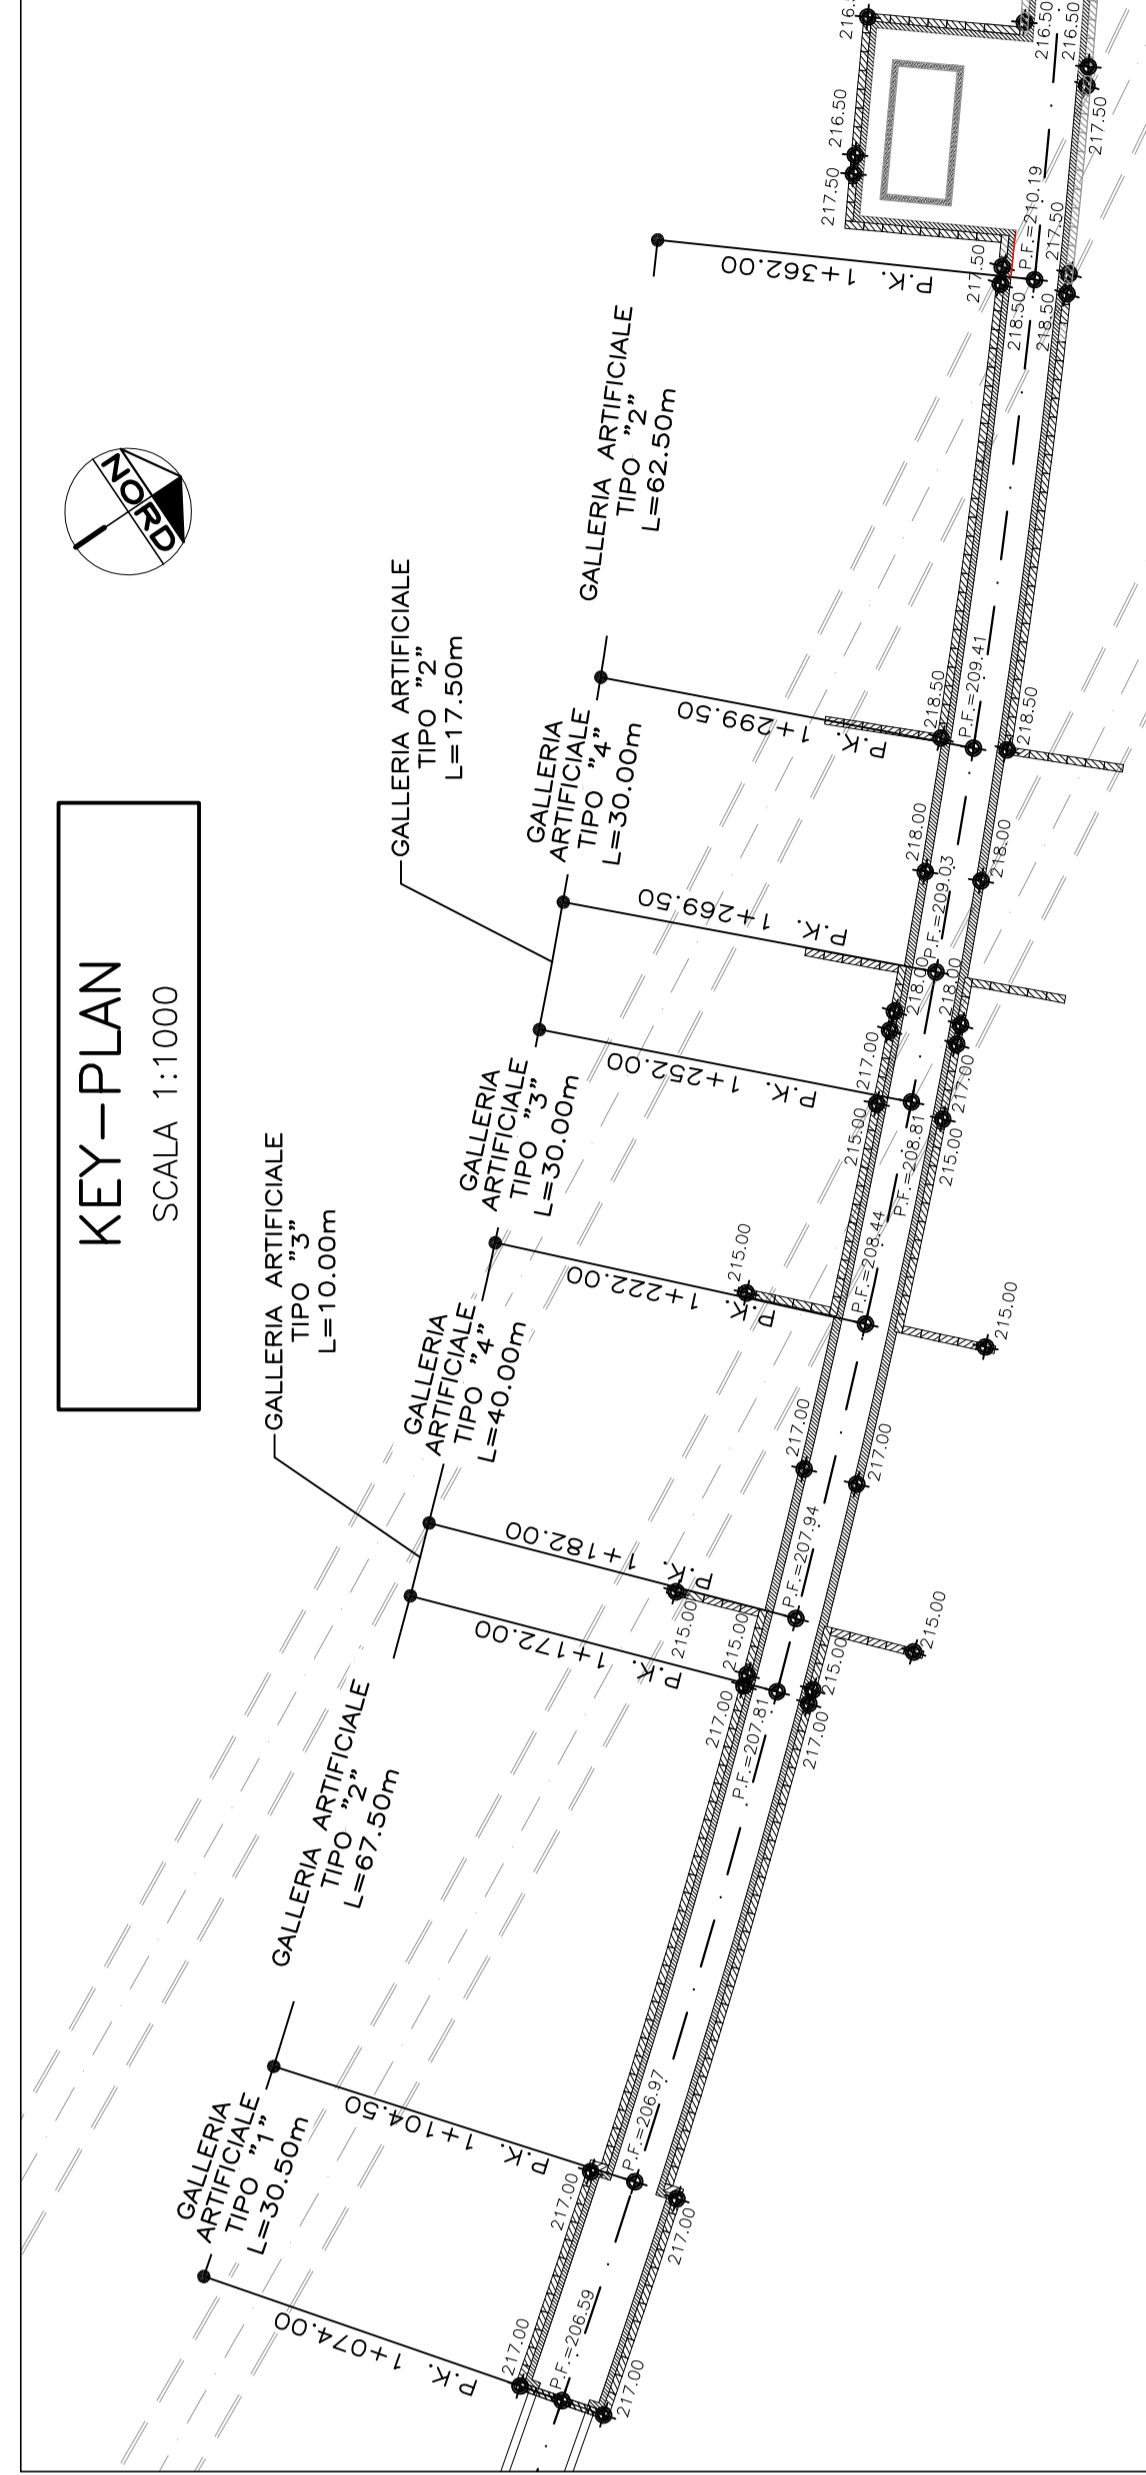 KEY-PLAN
SCALA 1:1000
NORD
GALLERIA
ARTIFICIALE
TIPO "1"
L=30.50m
GALLERIA ARTIFICIALE
TIPO "2"
L=67.50m
GALLERIA ARTIFICIALE
TIPO "3"
L=10.00m
GALLERIA
ARTIFICIALE
TIPO "4"
L=40.00m
GALLERIA
ARTIFICIALE
TIPO "3"
L=30.00m
GALLERIA ARTIFICIALE
TIPO "2"
L=17.50m
GALLERIA
ARTIFICIALE
TIPO "4"
L=30.00m
GALLERIA ARTIFICIALE
TIPO "2"
L=62.50m
P.K. 1+074.00
P.K. 1+104.50
P.K. 1+172.00
P.K. 1+182.00
P.K. 1+222.00
P.K. 1+252.00
P.K. 1+269.50
P.K. 1+299.50
P.K. 1+362.00
217.00
P.F.=206.59
217.00
217.00
P.F.=206.97
217.00
217.00
215.00
215.00
P.F.=207.81
217.00
215.00
P.F.=207.94
215.00
217.00
217.00
215.00
P.F.=208.44
215.00
215.00
217.00
P.F.=208.81
215.00
217.00
218.00
218.00
P.F.=209.03
218.00
218.00
218.50
P.F.=209.41
218.50
217.50
218.50
P.F.=210.19
218.50
217.50
217.50
216.50
216.50
216.50
217.50